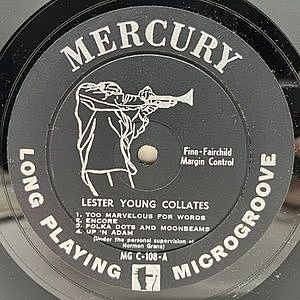 MERCURY
Fine-Fairchild
Margin Control
LESTER YOUNG COLLATES
1. TOO MARVELOUS FOR WORDS
2. ENCORE
3. POLKA DOTS AND MOONBEAMS
4. UP 'N ADAM
(Under the personal supervision of
Norman Granz)
MG C-108-A
LONG PLAYING MICROGROOVE